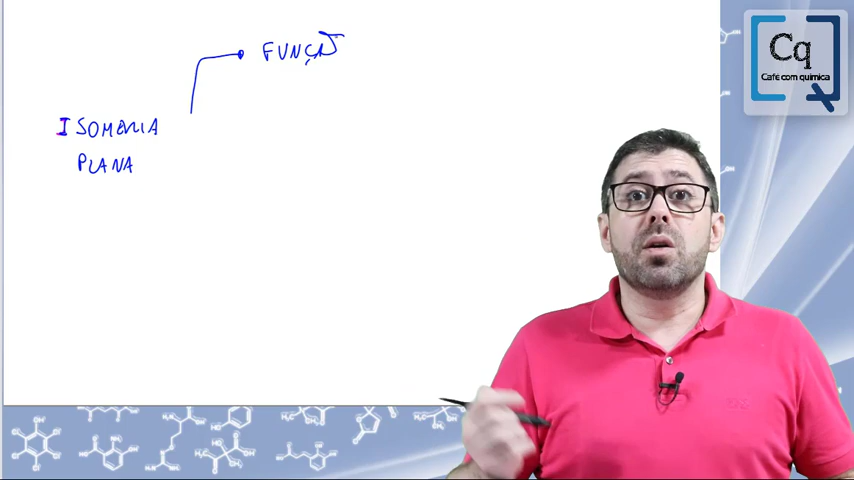 FUNÇÃO
ISOMERIA
PLANA
Cq
Café com química